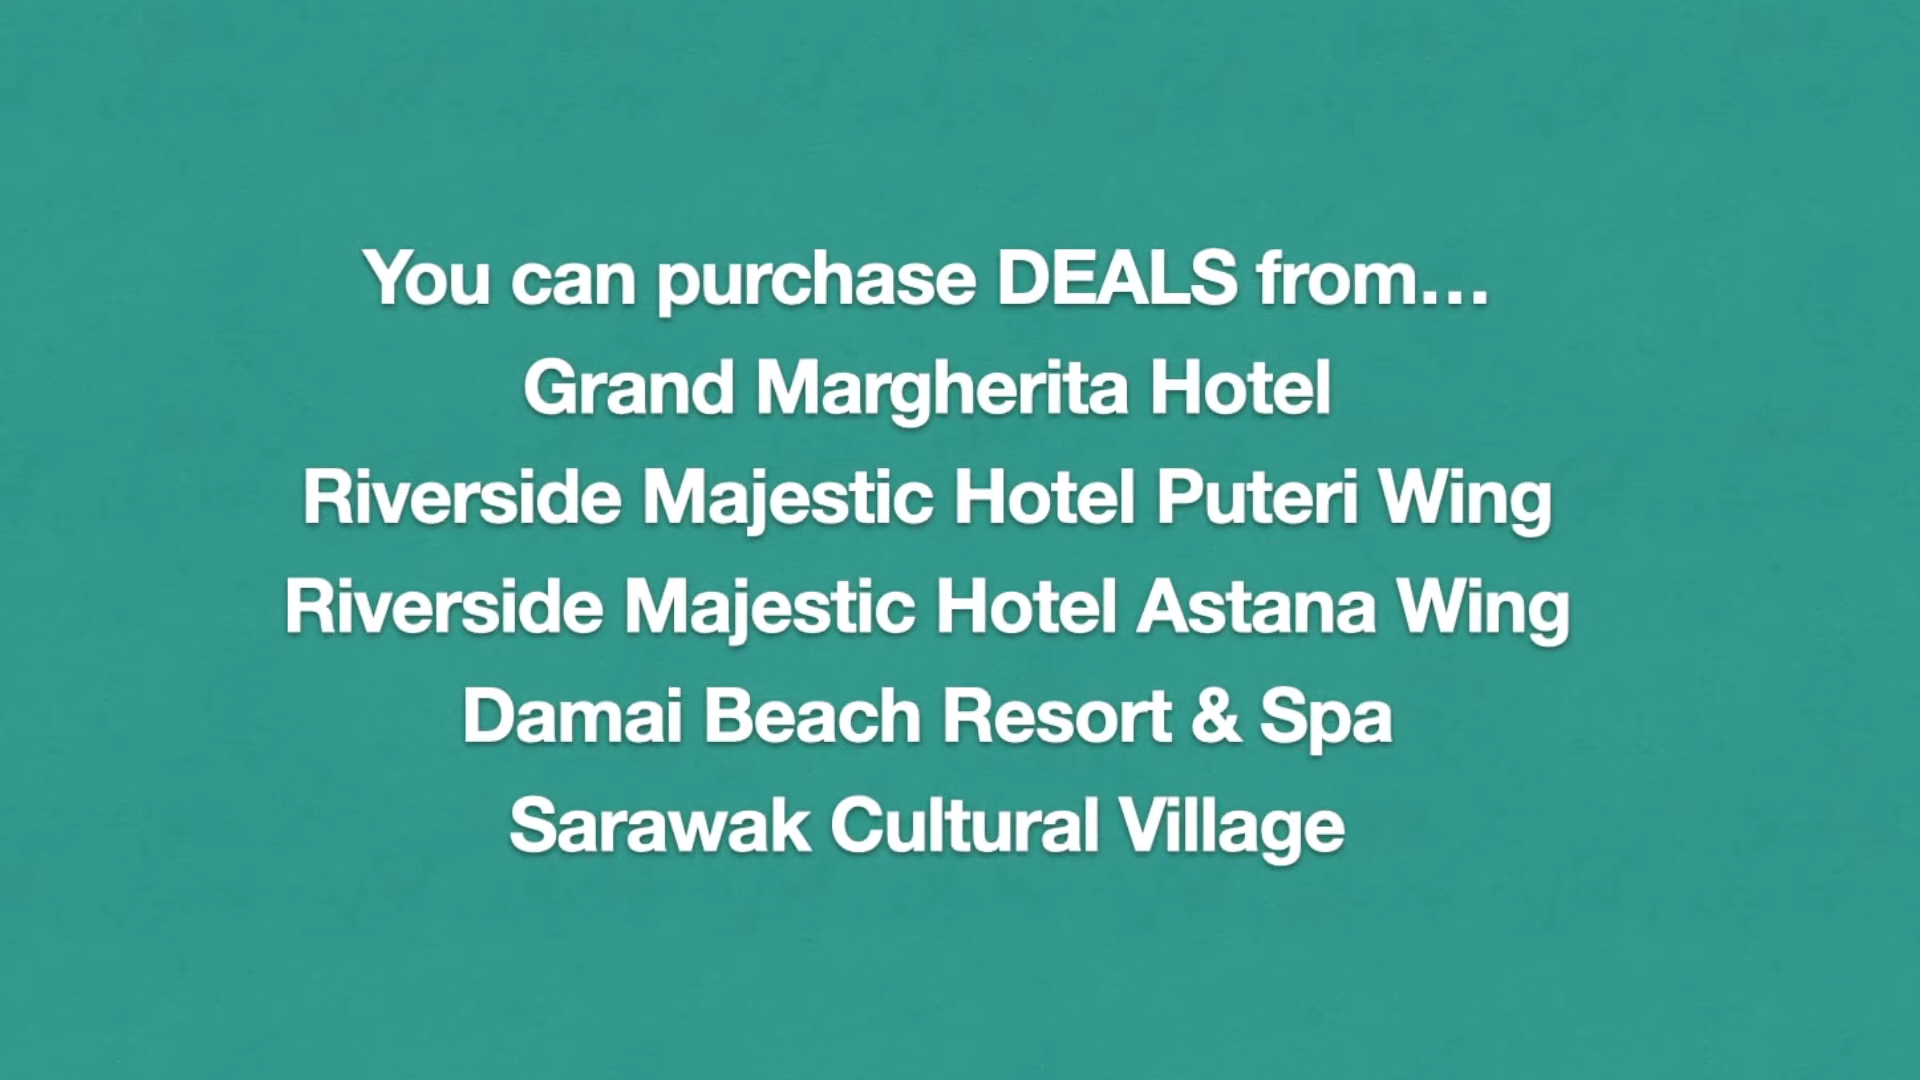 You can purchase DEALS from…
Grand Margherita Hotel
Riverside Majestic Hotel Puteri Wing
Riverside Majestic Hotel Astana Wing
Damai Beach Resort & Spa
Sarawak Cultural Village